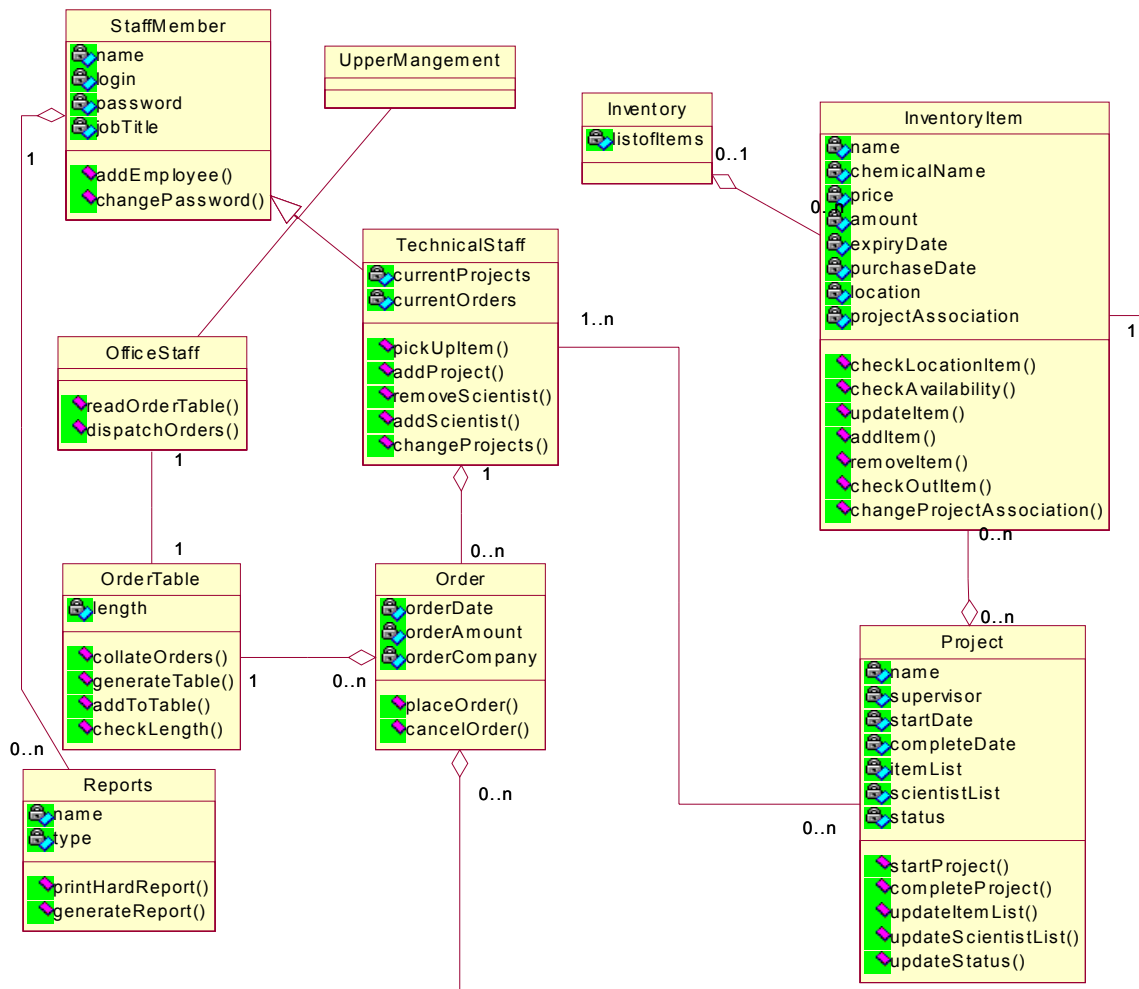 StaffMember
name
login
password
jobTitle
addEmployee()
changePassword()
1
UpperMangement
Inventory
listofItems
0..1
0..n
InventoryItem
name
chemicalName
price
amount
expiryDate
purchaseDate
location
projectAssociation
checkLocationItem()
checkAvailability()
updateItem()
addItem()
removeItem()
checkOutItem()
changeProjectAssociation()
1
0..n
TechnicalStaff
currentProjects
currentOrders
pickUpItem()
addProject()
removeScientist()
addScientist()
changeProjects()
1..n
1
0..n
OfficeStaff
readOrderTable()
dispatchOrders()
1
1
OrderTable
length
collateOrders()
generateTable()
addToTable()
checkLength()
1
0..n
Order
orderDate
orderAmount
orderCompany
placeOrder()
cancelOrder()
0..n
0..n
Project
name
supervisor
startDate
completeDate
itemList
scientistList
status
startProject()
completeProject()
updateItemList()
updateScientistList()
updateStatus()
0..n
0..n
Reports
name
type
printHardReport()
generateReport()